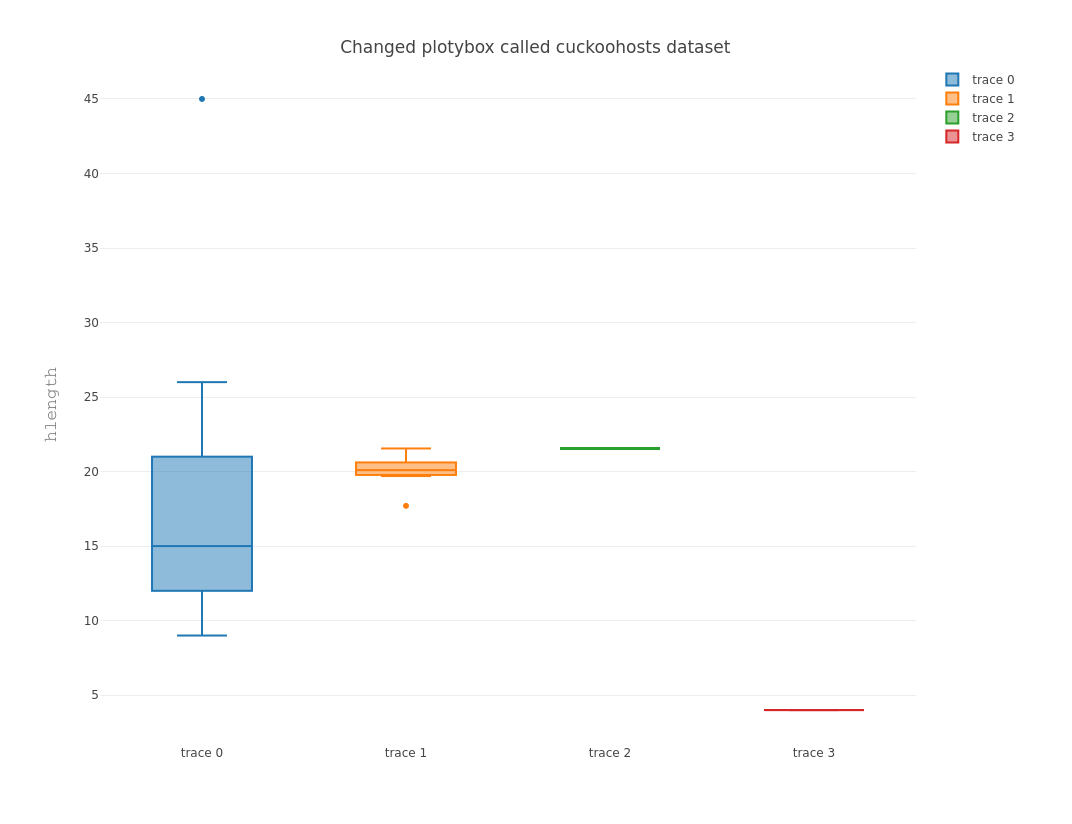 Changed plotybox called cuckoohosts dataset
trace 0
trace 1
trace 2
trace 3
45
40
35
30
25
20
15
10
5
hlength
trace 0
trace 1
trace 2
trace 3